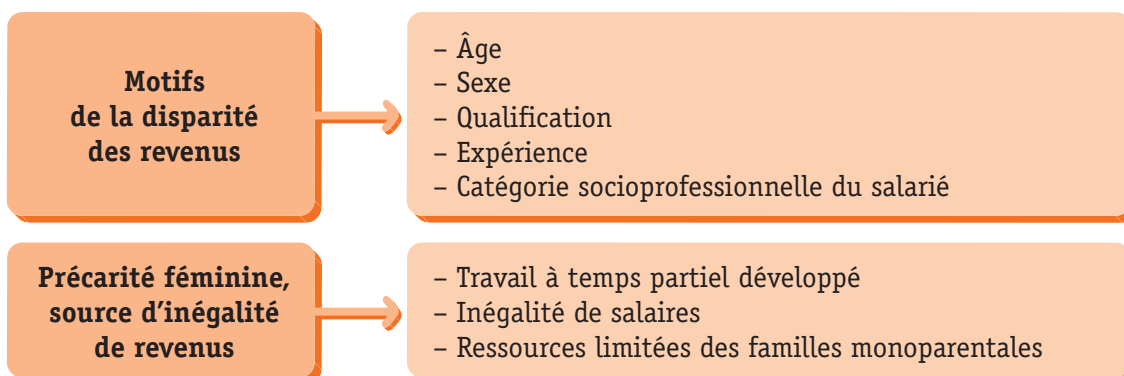 Motifs
de la disparité
des revenus
– Âge
– Sexe
– Qualification
– Expérience
– Catégorie socioprofessionnelle du salarié
Précarité féminine,
source d'inégalité
de revenus
– Travail à temps partiel développé
– Inégalité de salaires
– Ressources limitées des familles monoparentales